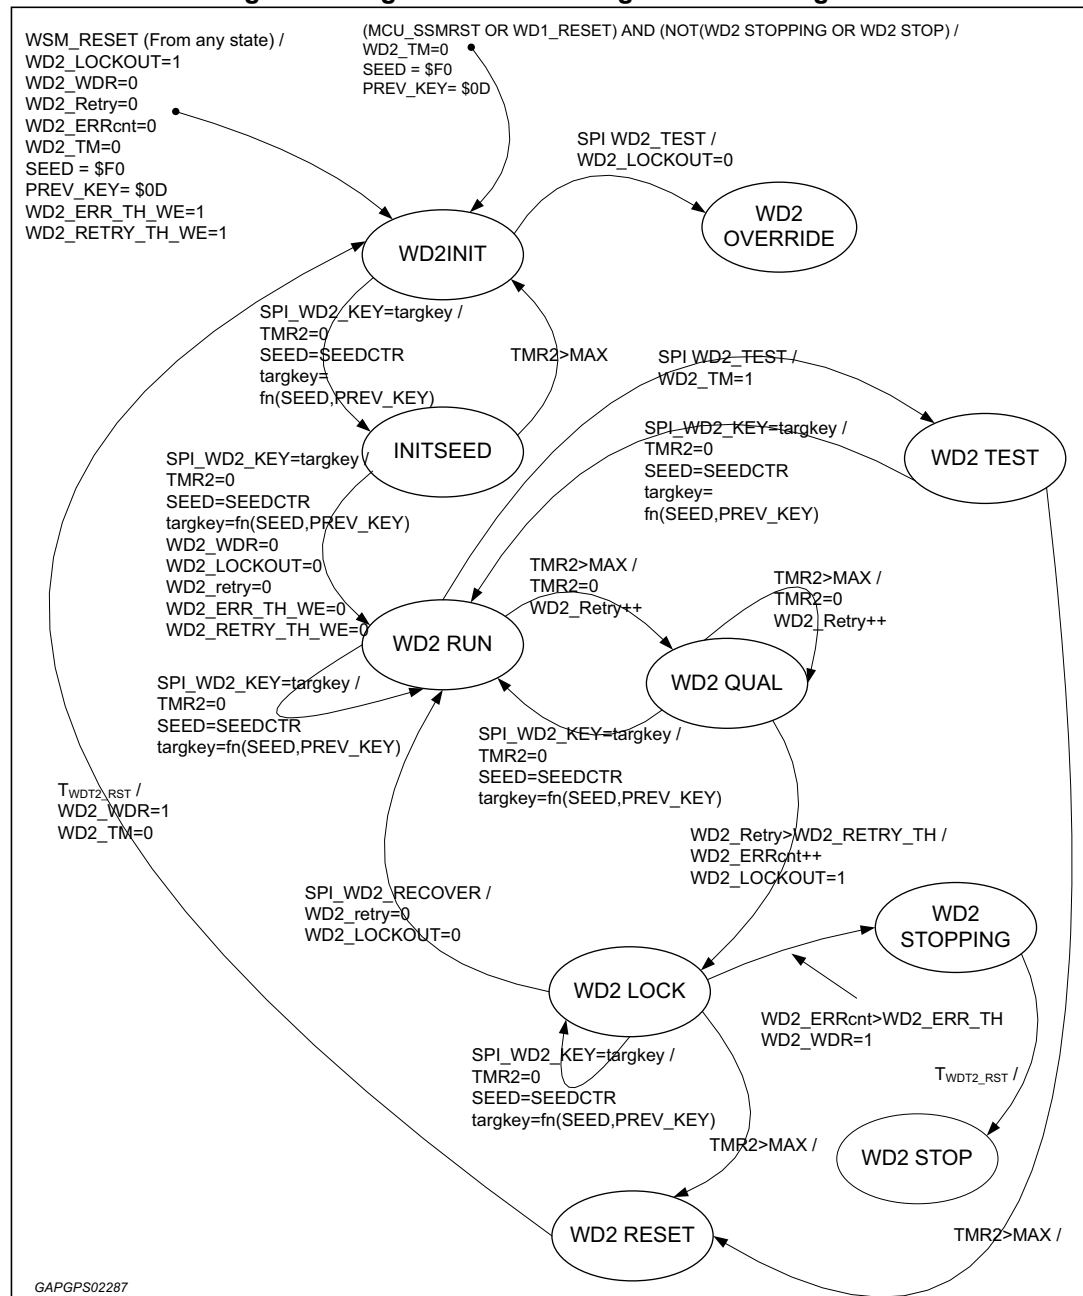 WSM_RESET (From any state) /
WD2_LOCKOUT=1
WD2_WDR=0
WD2_Retry=0
WD2_ERRcnt=0
WD2_TM=0
SEED = $F0
PREV_KEY= $0D
WD2_ERR_TH_WE=1
WD2_RETRY_TH_WE=1
(MCU_SSMRST OR WD1_RESET) AND (NOT(WD2 STOPPING OR WD2 STOP) /
WD2_TM=0
SEED = $F0
PREV_KEY= $0D
SPI WD2_TEST /
WD2_LOCKOUT=0
WD2
OVERRIDE
WD2INIT
SPI_WD2_KEY=targkey /
TMR2=0
SEED=SEEDCTR
targkey=
fn(SEED,PREV_KEY)
TMR2>MAX
SPI WD2_TEST /
WD2_TM=1
INITSEED
SPI_WD2_KEY=targkey /
TMR2=0
SEED=SEEDCTR
targkey=
fn(SEED,PREV_KEY)
WD2 TEST
SPI_WD2_KEY=targkey /
TMR2=0
SEED=SEEDCTR
targkey=fn(SEED,PREV_KEY)
WD2_WDR=0
WD2_LOCKOUT=0
WD2_retry=0
WD2_ERR_TH_WE=0
WD2_RETRY_TH_WE=0
TMR2>MAX /
TMR2=0
WD2_Retry++
TMR2>MAX /
TMR2=0
WD2_Retry++
WD2 RUN
WD2 QUAL
SPI_WD2_KEY=targkey /
TMR2=0
SEED=SEEDCTR
targkey=fn(SEED,PREV_KEY)
SPI_WD2_KEY=targkey /
TMR2=0
SEED=SEEDCTR
targkey=fn(SEED,PREV_KEY)
TWDT2_RST /
WD2_WDR=1
WD2_TM=0
WD2_Retry>WD2_RETRY_TH /
WD2_ERRcnt++
WD2_LOCKOUT=1
SPI_WD2_RECOVER /
WD2_retry=0
WD2_LOCKOUT=0
WD2
STOPPING
WD2 LOCK
WD2_ERRcnt>WD2_ERR_TH
WD2_WDR=1
SPI_WD2_KEY=targkey /
TMR2=0
SEED=SEEDCTR
targkey=fn(SEED,PREV_KEY)
TWDT2_RST /
TMR2>MAX /
WD2 STOP
WD2 RESET
TMR2>MAX /
GAPGPS02287